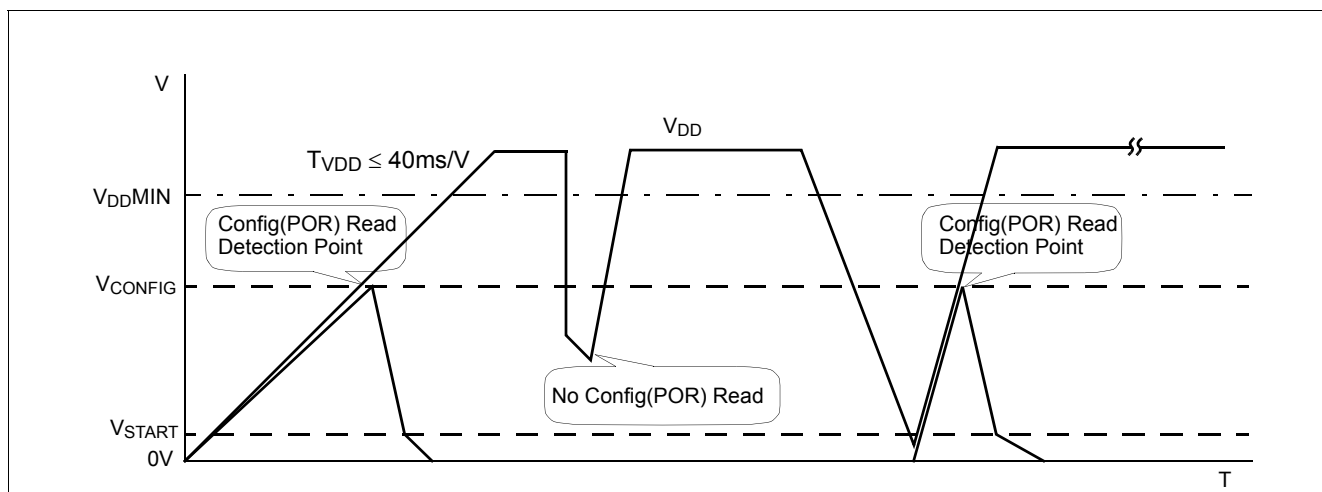 V
VDD
TVDD ≤ 40ms/V
VDDMIN
Config(POR) Read
Detection Point
Config(POR) Read
Detection Point
VCONFIG
No Config(POR) Read
VSTART
0V
T